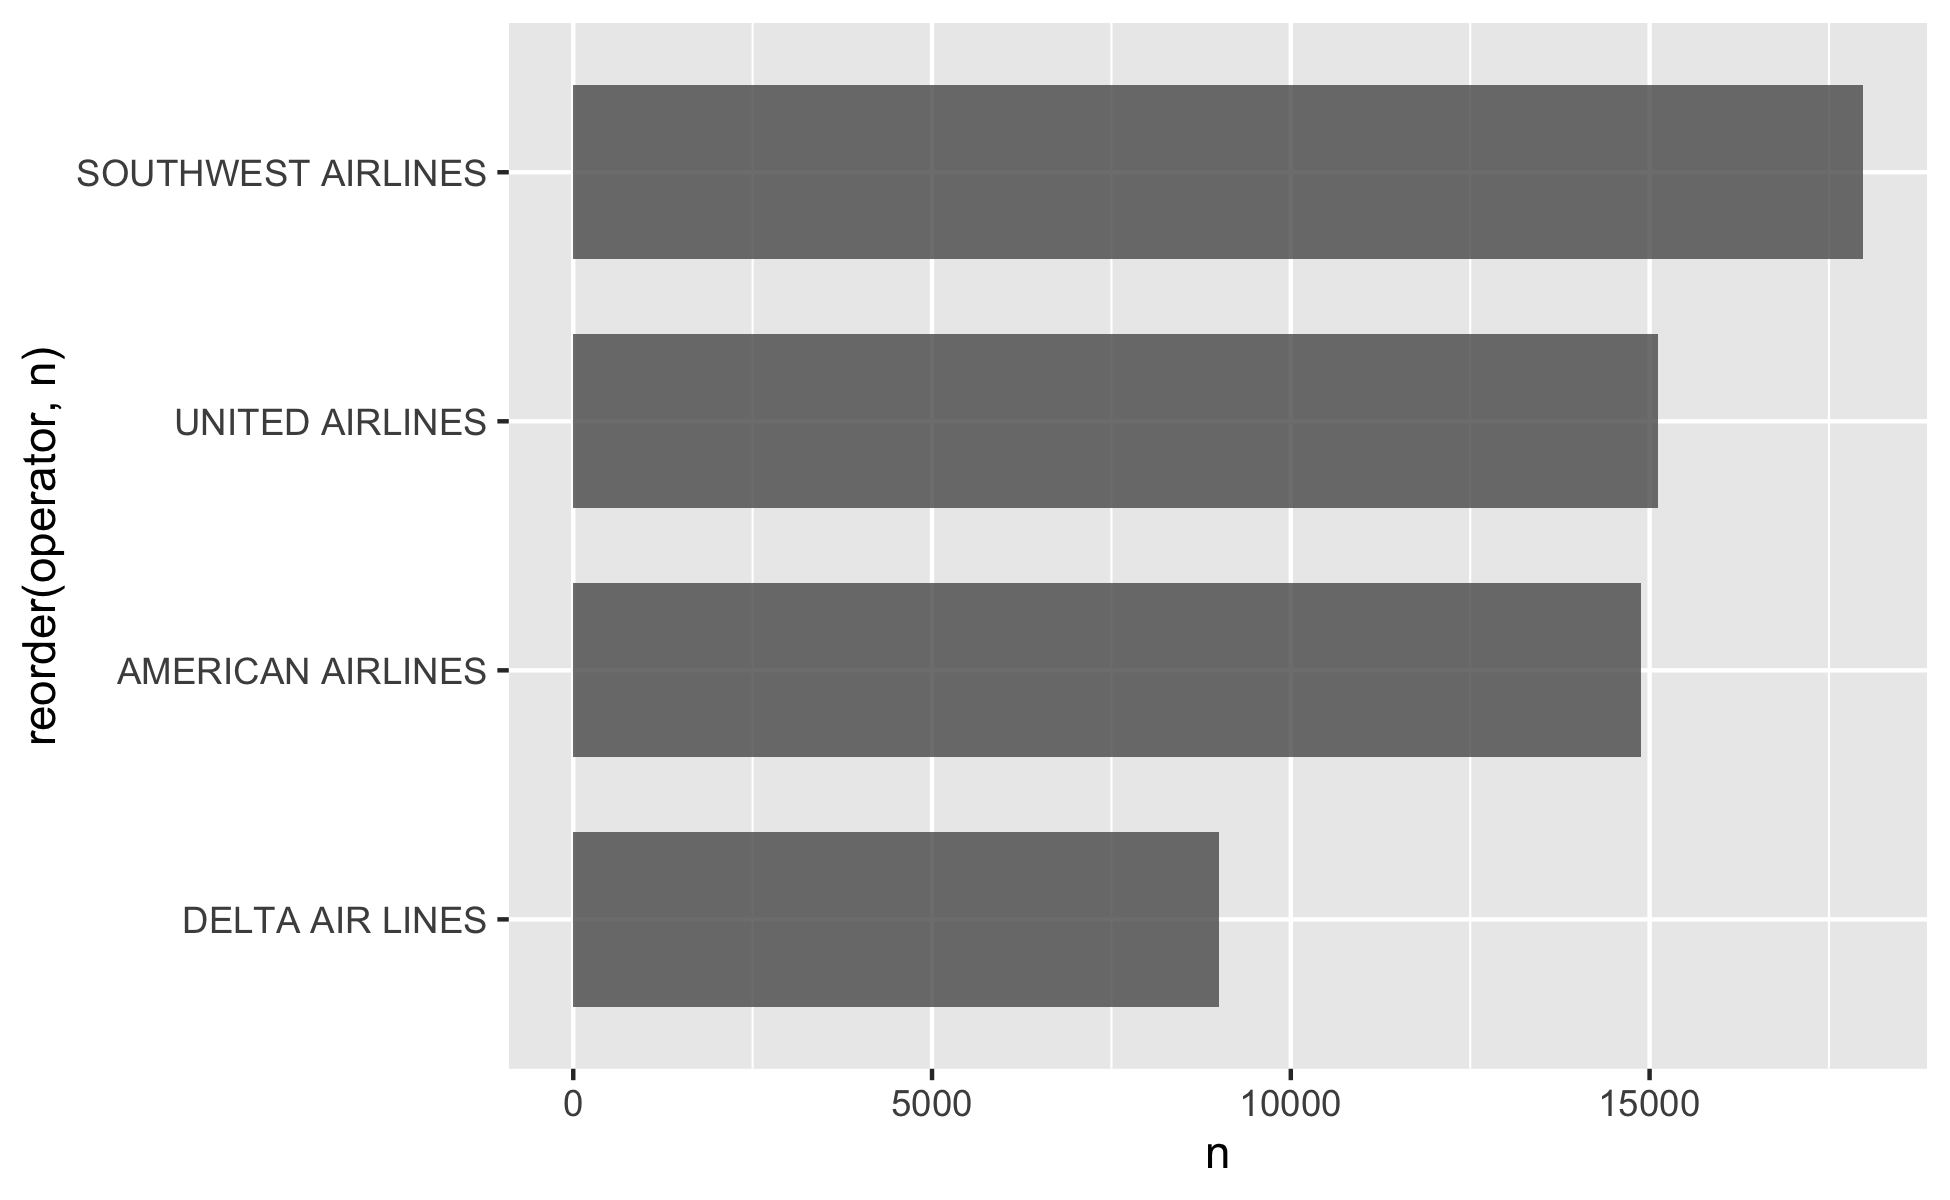 SOUTHWEST AIRLINES
UNITED AIRLINES
AMERICAN AIRLINES
DELTA AIR LINES
reorder(operator, n)
0 5000 10000 15000
n